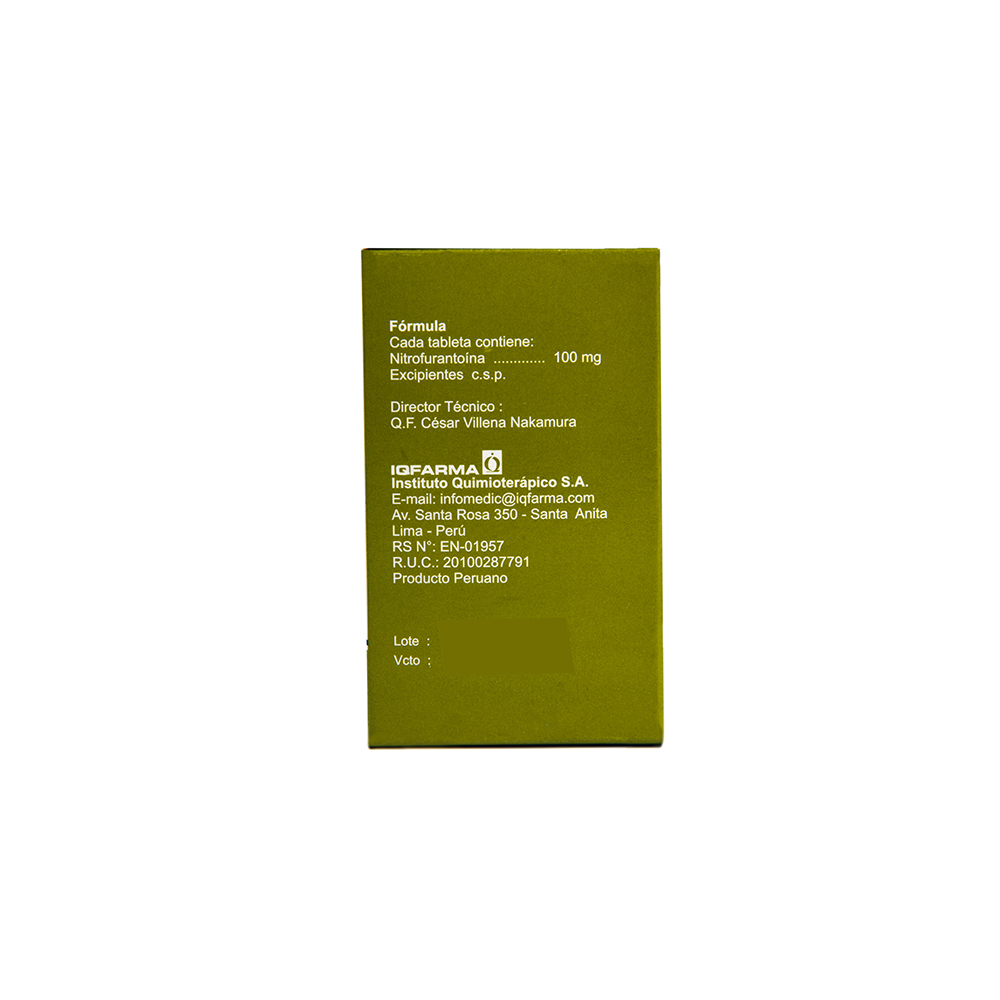 Fórmula
Cada tableta contiene:
Nitrofurantoína ............. 100 mg
Excipientes c.s.p.
Director Técnico :
Q.F. César Villena Nakamura
IQFARMA
Instituto Quimioterápico S.A.
E-mail: infomedic@iqfarma.com
Av. Santa Rosa 350 - Santa Anita
Lima - Perú
RS N°: EN-01957
R.U.C.: 20100287791
Producto Peruano
Lote :
Vcto :